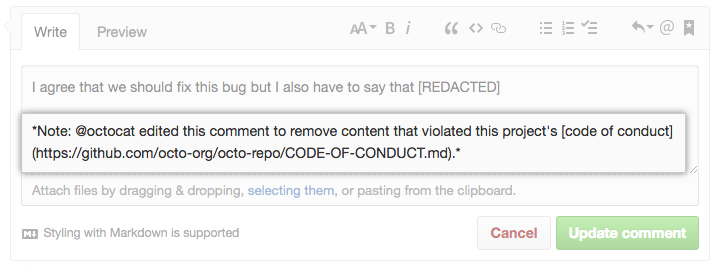 Write Preview AA B i @
I agree that we should fix this bug but I also have to say that [REDACTED]
*Note: @octocat edited this comment to remove content that violated this project's [code of conduct]
(https://github.com/octo-org/octo-repo/CODE-OF-CONDUCT.md).*
Attach files by dragging & dropping, selecting them, or pasting from the clipboard.
Styling with Markdown is supported Cancel Update comment